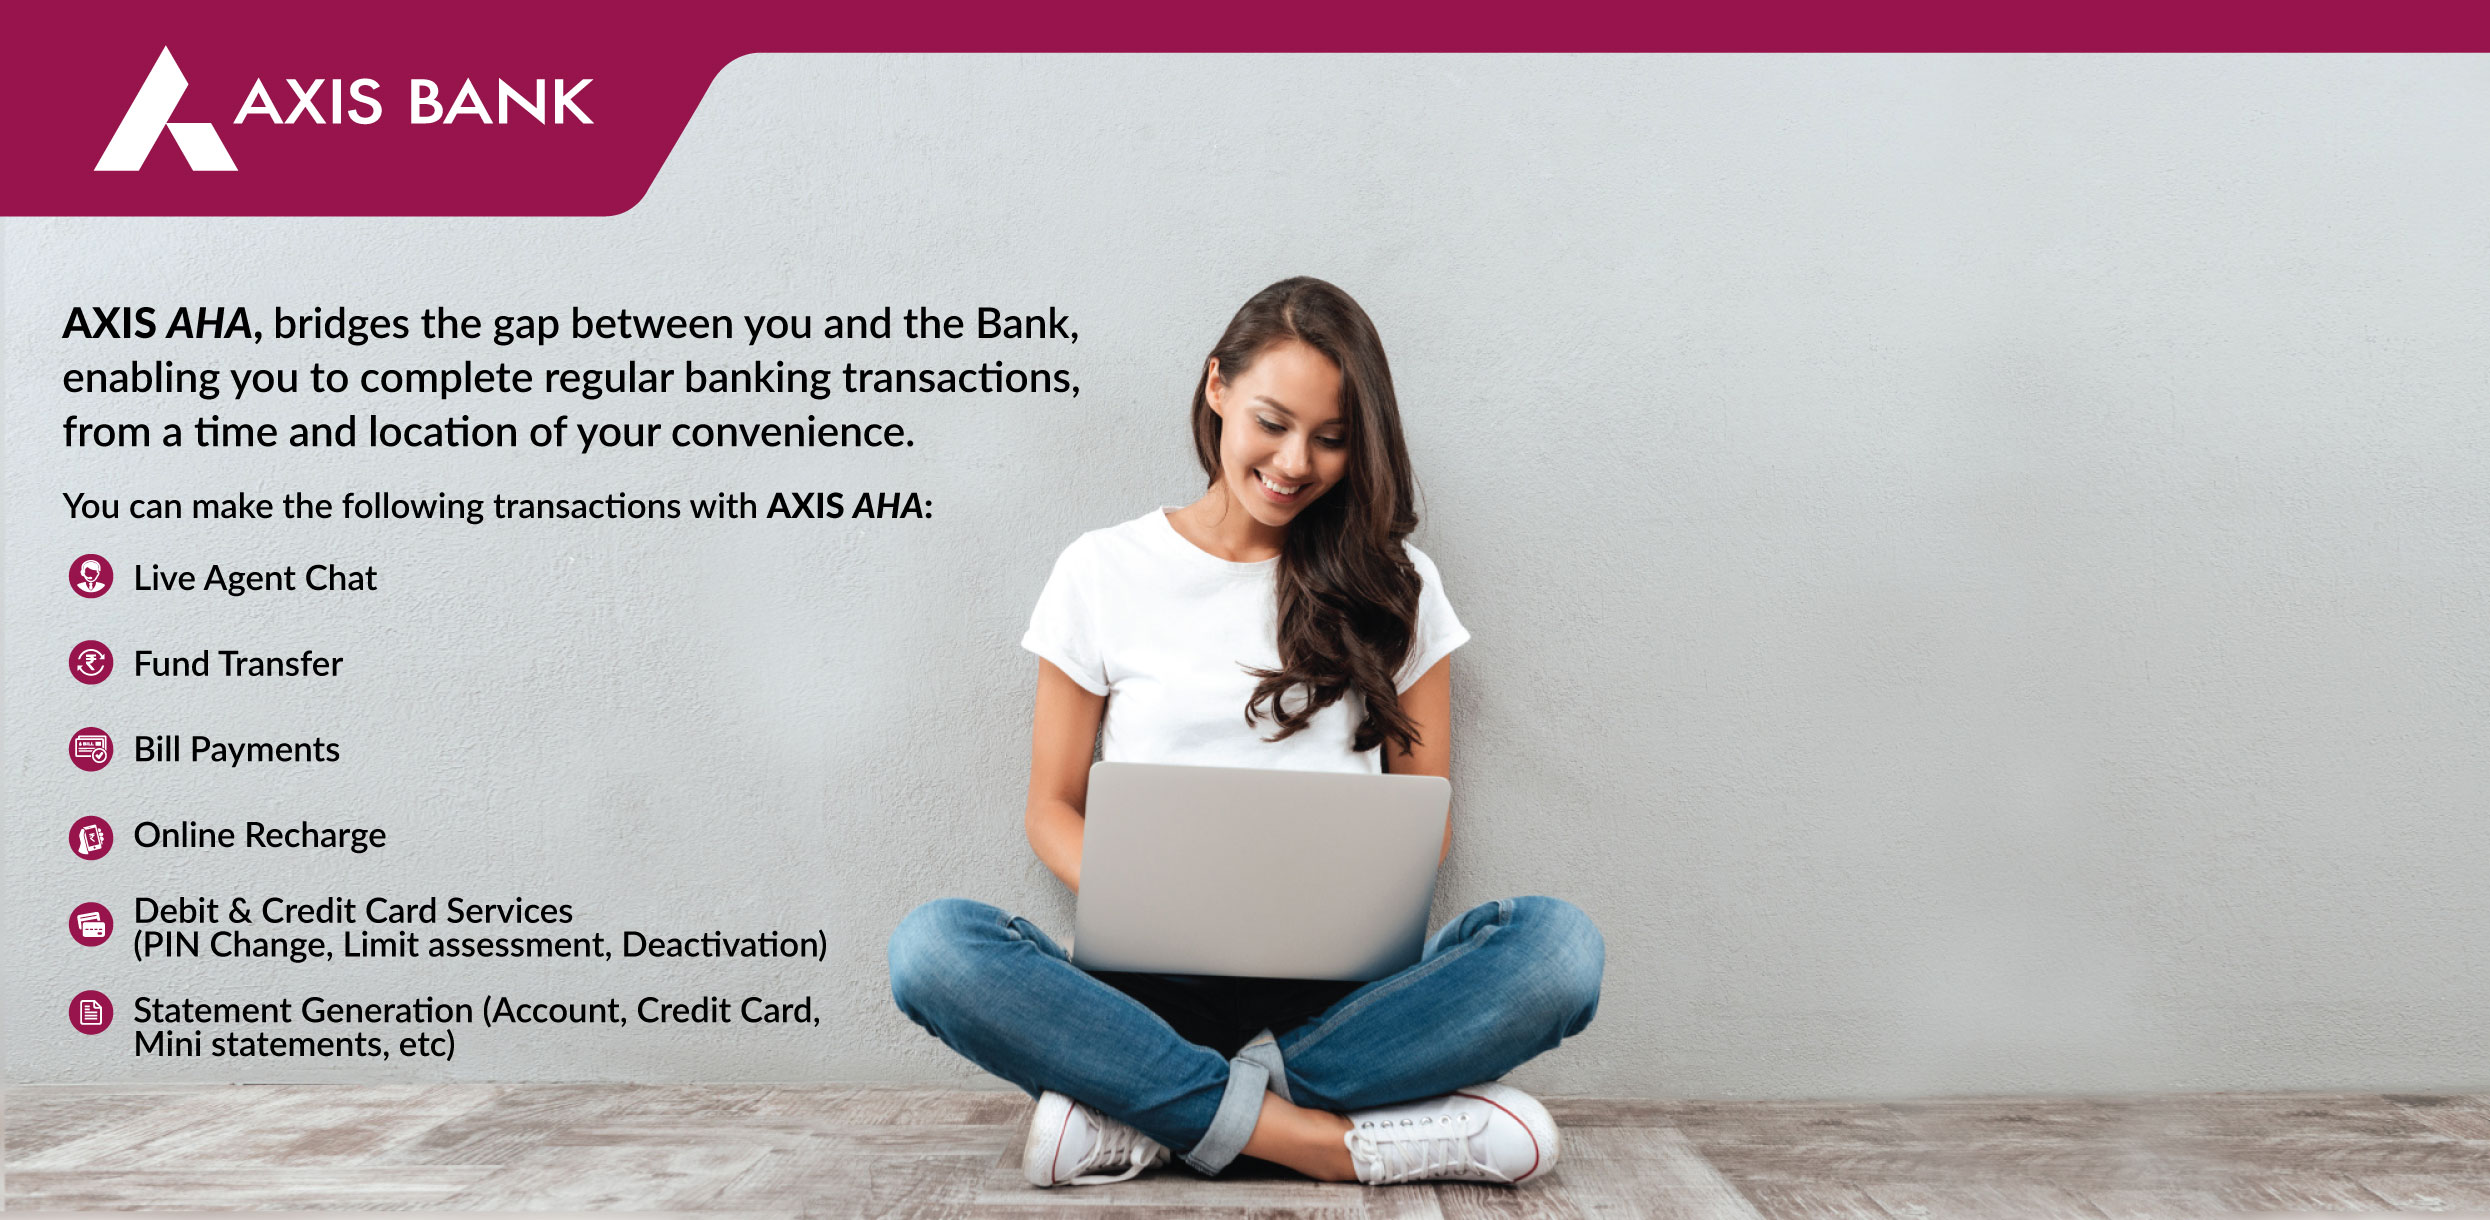 AXIS BANK
AXIS AHA, bridges the gap between you and the Bank,
enabling you to complete regular banking transactions,
from a time and location of your convenience.
You can make the following transactions with AXIS AHA:
Live Agent Chat
Fund Transfer
Bill Payments
Online Recharge
Debit & Credit Card Services
(PIN Change, Limit assessment, Deactivation)
Statement Generation (Account, Credit Card,
Mini statements, etc)